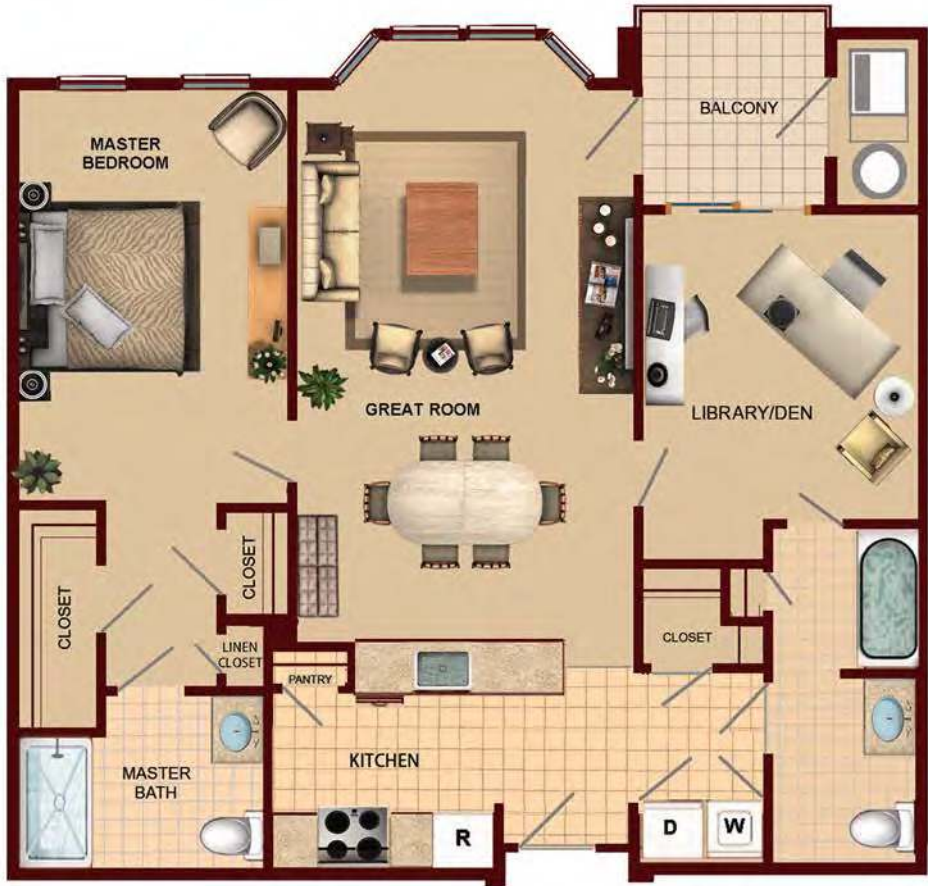 BALCONY
MASTER
BEDROOM
GREAT ROOM
LIBRARY/DEN
CLOSET
CLOSET
LINEN
CLOSET
CLOSET
PANTRY
KITCHEN
MASTER
BATH
R
D
W